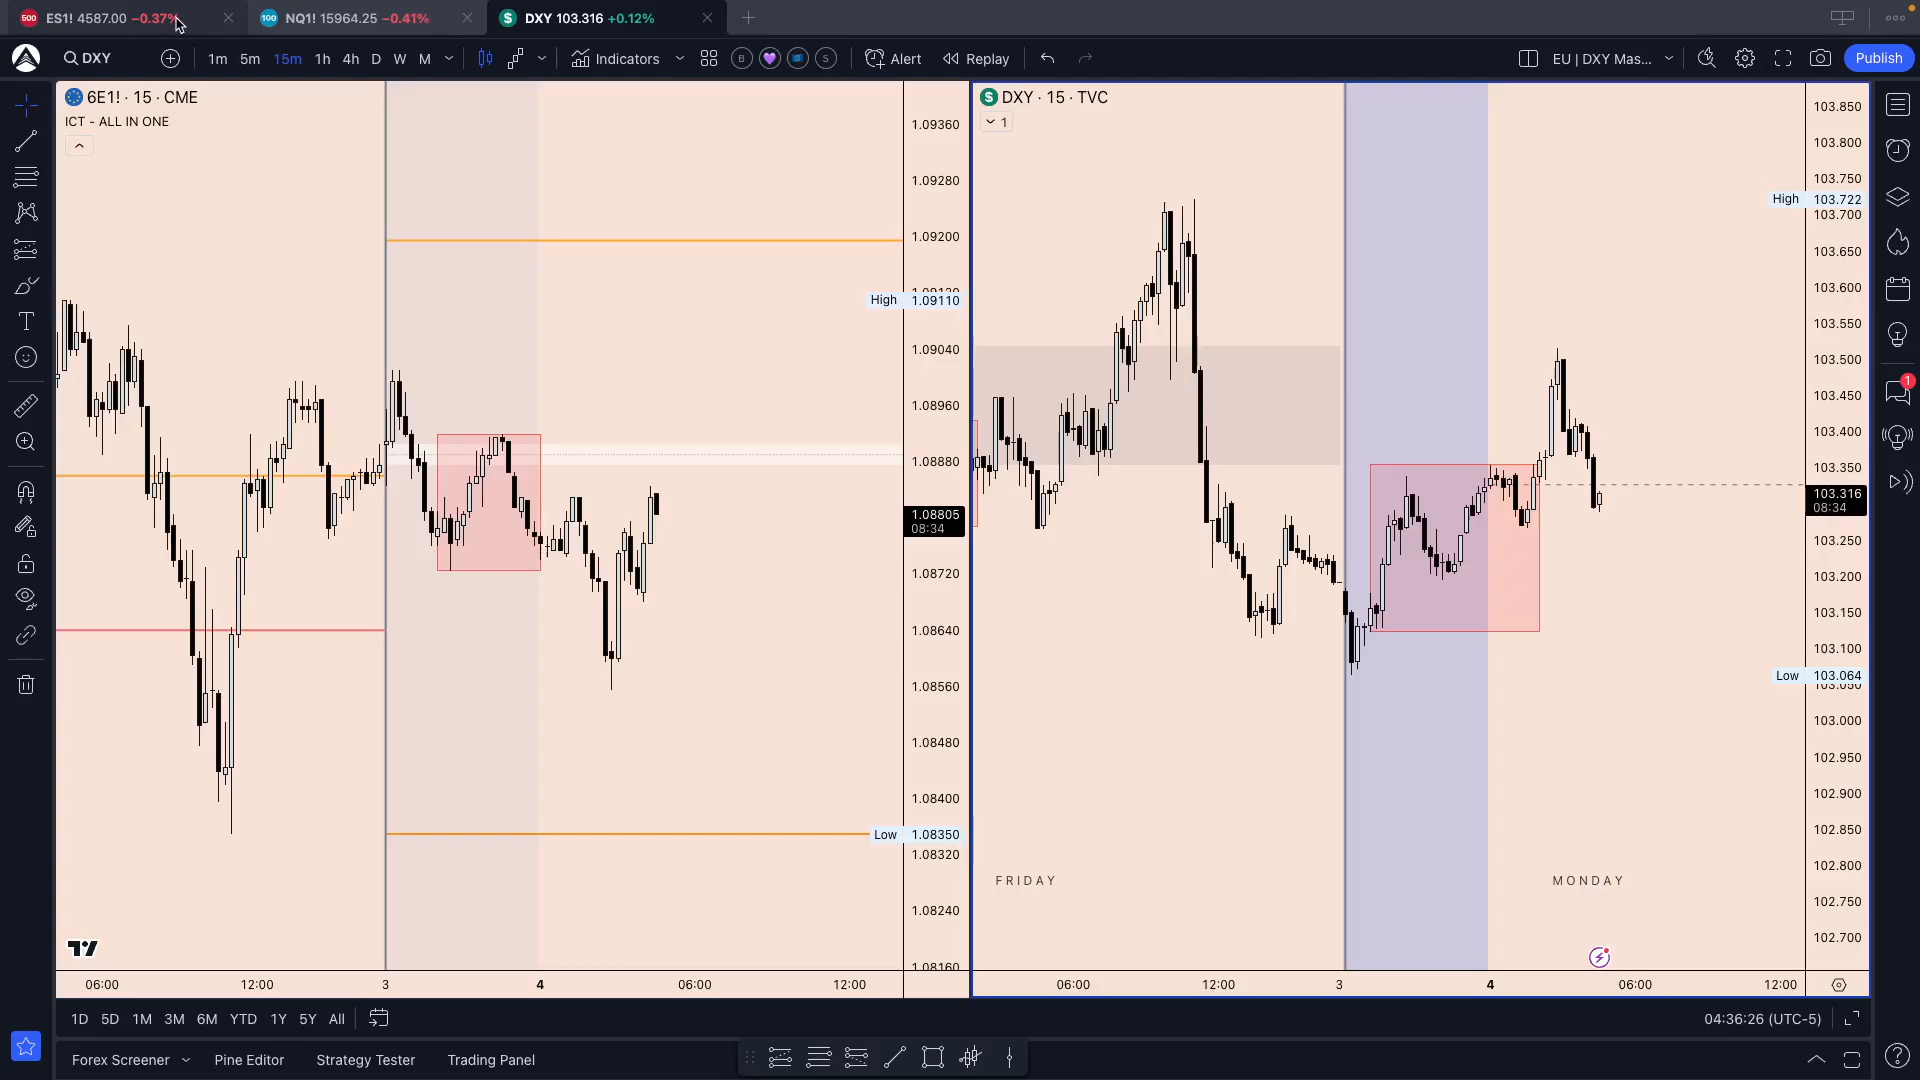 500 ES1! 4587.00 −0.37%
100 NQ1! 15964.25 −0.41%
$ DXY 103.316 +0.12%
DXY
1m 5m 15m 1h 4h D W M
Indicators
B
S
Alert
Replay
EU | DXY Mas...
Publish
6E1! · 15 · CME
ICT - ALL IN ONE
1.09360
1.09280
1.09200
High 1.09110
1.09040
1.08960
1.08880
1.08805
08:34
1.08720
1.08640
1.08560
1.08480
1.08400
Low 1.08350
1.08320
1.08240
1.08160
06:00 12:00 3 4 06:00 12:00
$ DXY · 15 · TVC
1
103.850
103.800
103.750
High 103.722
103.700
103.650
103.600
103.550
103.500
103.450
103.400
103.350
103.316
08:34
103.250
103.200
103.150
103.100
Low 103.064
103.050
103.000
102.950
102.900
102.850
102.800
102.750
102.700
FRIDAY
MONDAY
06:00 12:00 3 4 06:00 12:00
1
1D 5D 1M 3M 6M YTD 1Y 5Y All
04:36:26 (UTC-5)
Forex Screener
Pine Editor
Strategy Tester
Trading Panel